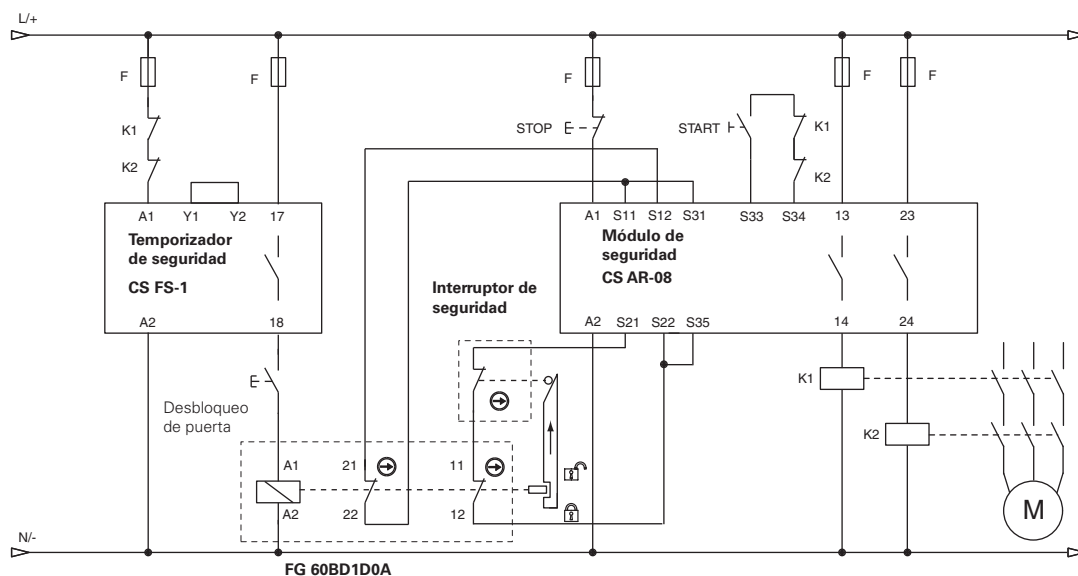 L/+
F
F
F
F
F
K1
K2
STOP
START
K1
K2
A1
Y1
Y2
17
A1
S11
S12
S31
S33
S34
13
23
Temporizador
de seguridad
CS FS-1
Módulo de
seguridad
CS AR-08
Interruptor de
seguridad
A2
18
A2
S21
S22
S35
14
24
K1
Desbloqueo
de puerta
K2
A1
21
11
A2
22
12
M
N/-
FG 60BD1D0A